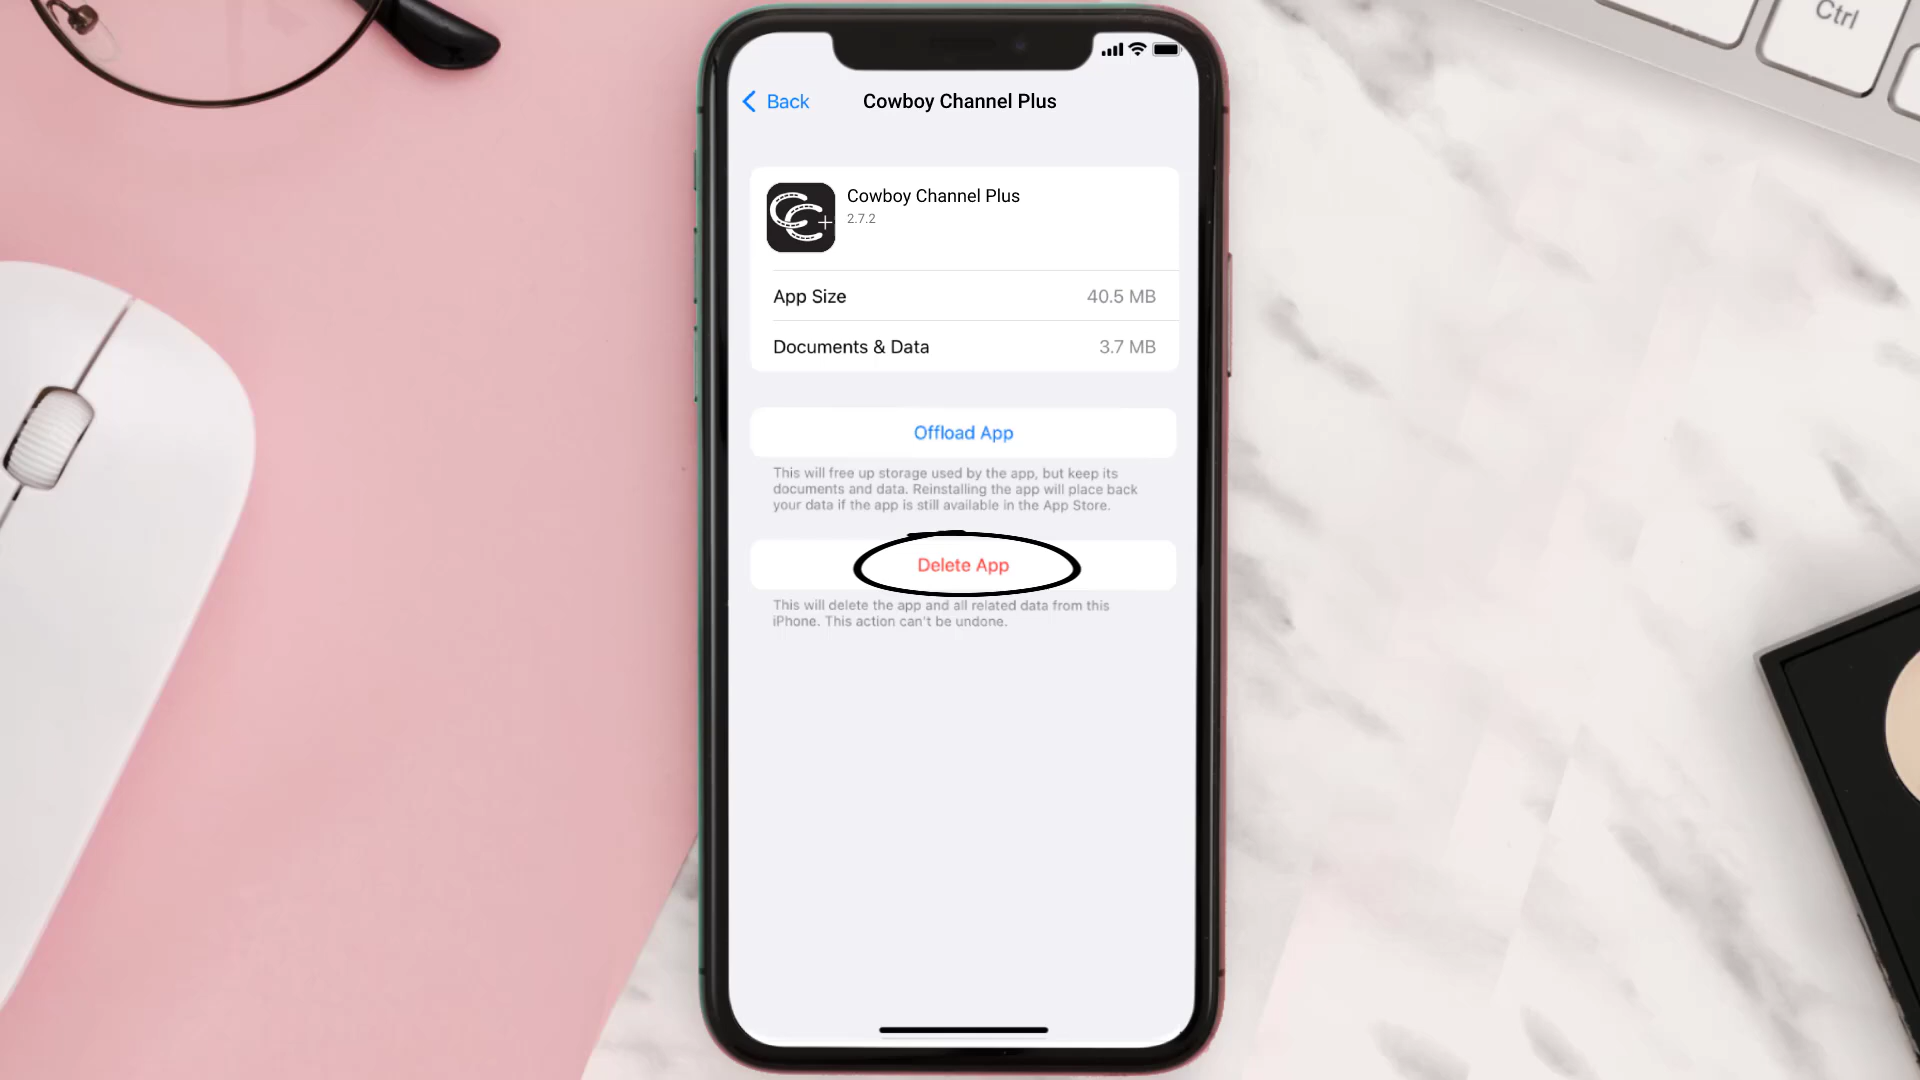 Ctrl
Back
Cowboy Channel Plus
Cowboy Channel Plus
2.7.2
App Size
40.5 MB
Documents & Data
3.7 MB
Offload App
This will free up storage used by the app, but keep its
documents and data. Reinstalling the app will place back
your data if the app is still available in the App Store.
Delete App
This will delete the app and all related data from this
iPhone. This action can't be undone.